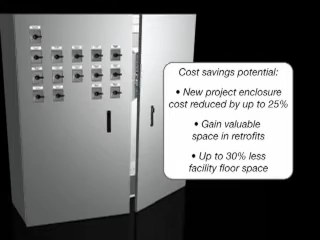 Cost savings potential:
• New project enclosure
cost reduced by up to 25%
• Gain valuable
space in retrofits
• Up to 30% less
facility floor space